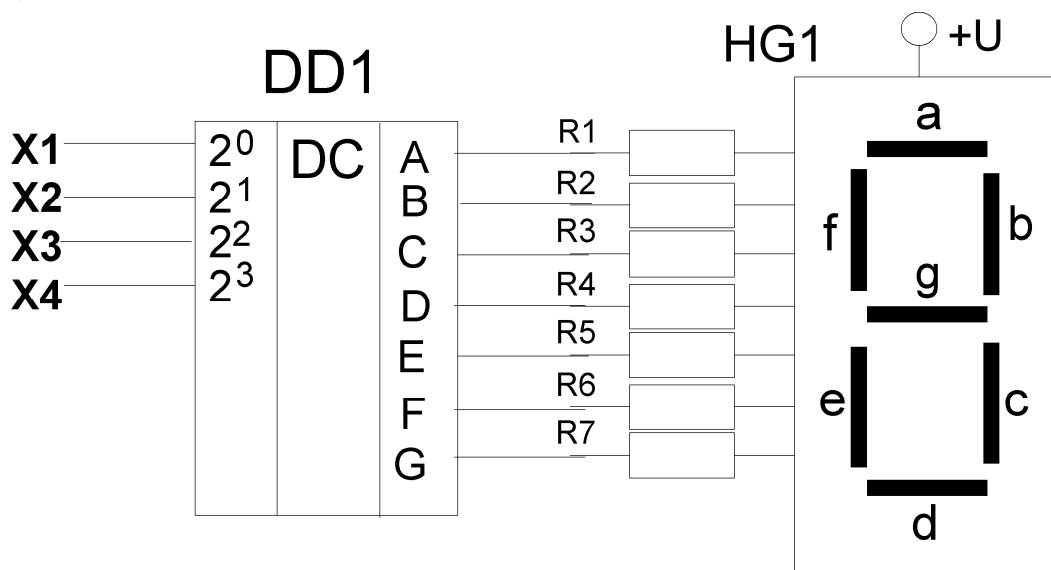 DD1
X1
X2
X3
X4
2⁰
2¹
2²
2³
DC
A
B
C
D
E
F
G
R1
R2
R3
R4
R5
R6
R7
HG1
+U
a
f
b
g
e
c
d